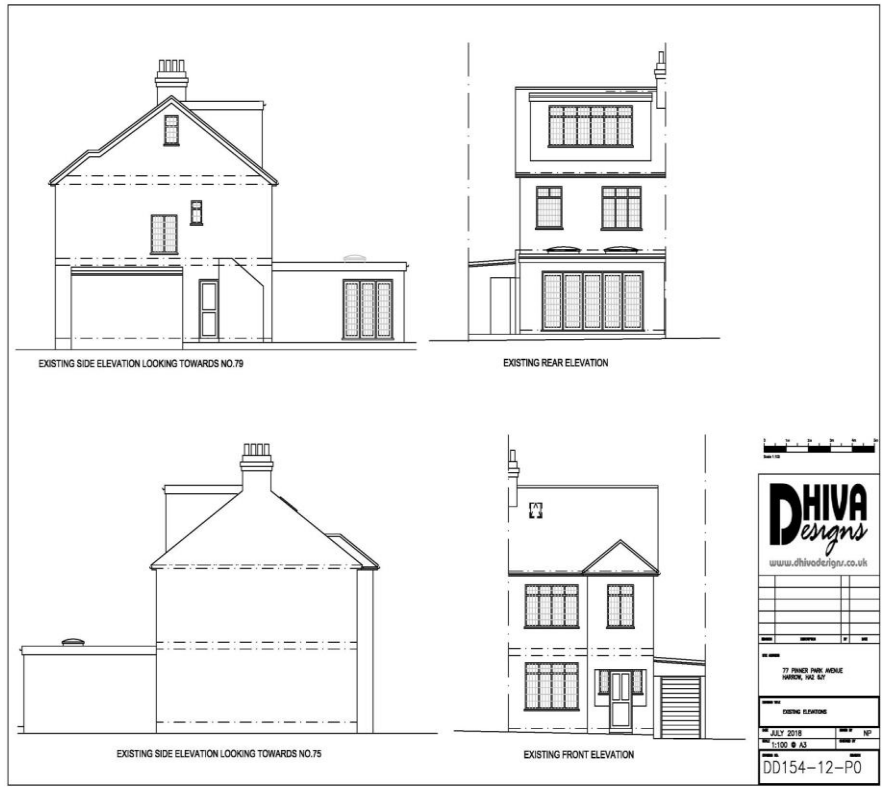 EXISTING SIDE ELEVATION LOOKING TOWARDS NO.79
EXISTING REAR ELEVATION
EXISTING SIDE ELEVATION LOOKING TOWARDS NO.75
EXISTING FRONT ELEVATION
DHIVA
Designs
www.dhivadesigns.co.uk
77 PINNER PARK AVENUE
HARROW, HA2 6JY
EXISTING ELEVATIONS
JULY 2018
NP
1:100 @ A3
DD154-12-P0